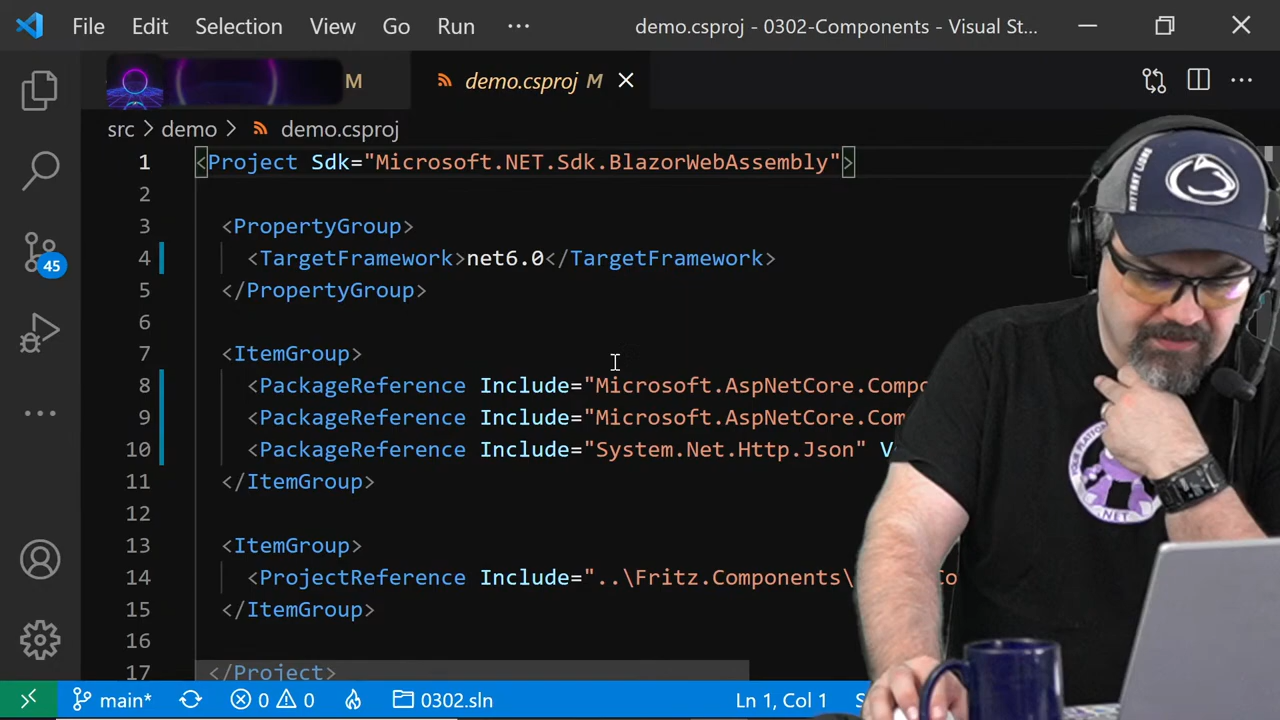 File Edit Selection View Go Run ··· demo.csproj - 0302-Components - Visual St...
M demo.csproj M
src > demo > demo.csproj
1 <Project Sdk="Microsoft.NET.Sdk.BlazorWebAssembly">
2
3 <PropertyGroup>
4 <TargetFramework>net6.0</TargetFramework>
5 </PropertyGroup>
6
7 <ItemGroup>
8 <PackageReference Include="Microsoft.AspNetCore.Compo
9 <PackageReference Include="Microsoft.AspNetCore.Com
10 <PackageReference Include="System.Net.Http.Json" V
11 </ItemGroup>
12
13 <ItemGroup>
14 <ProjectReference Include="..\Fritz.Components\ Co
15 </ItemGroup>
16
17 </Project>
45
main* 0 0 0302.sln Ln 1, Col 1 S
NITTANY LIONS
.NET